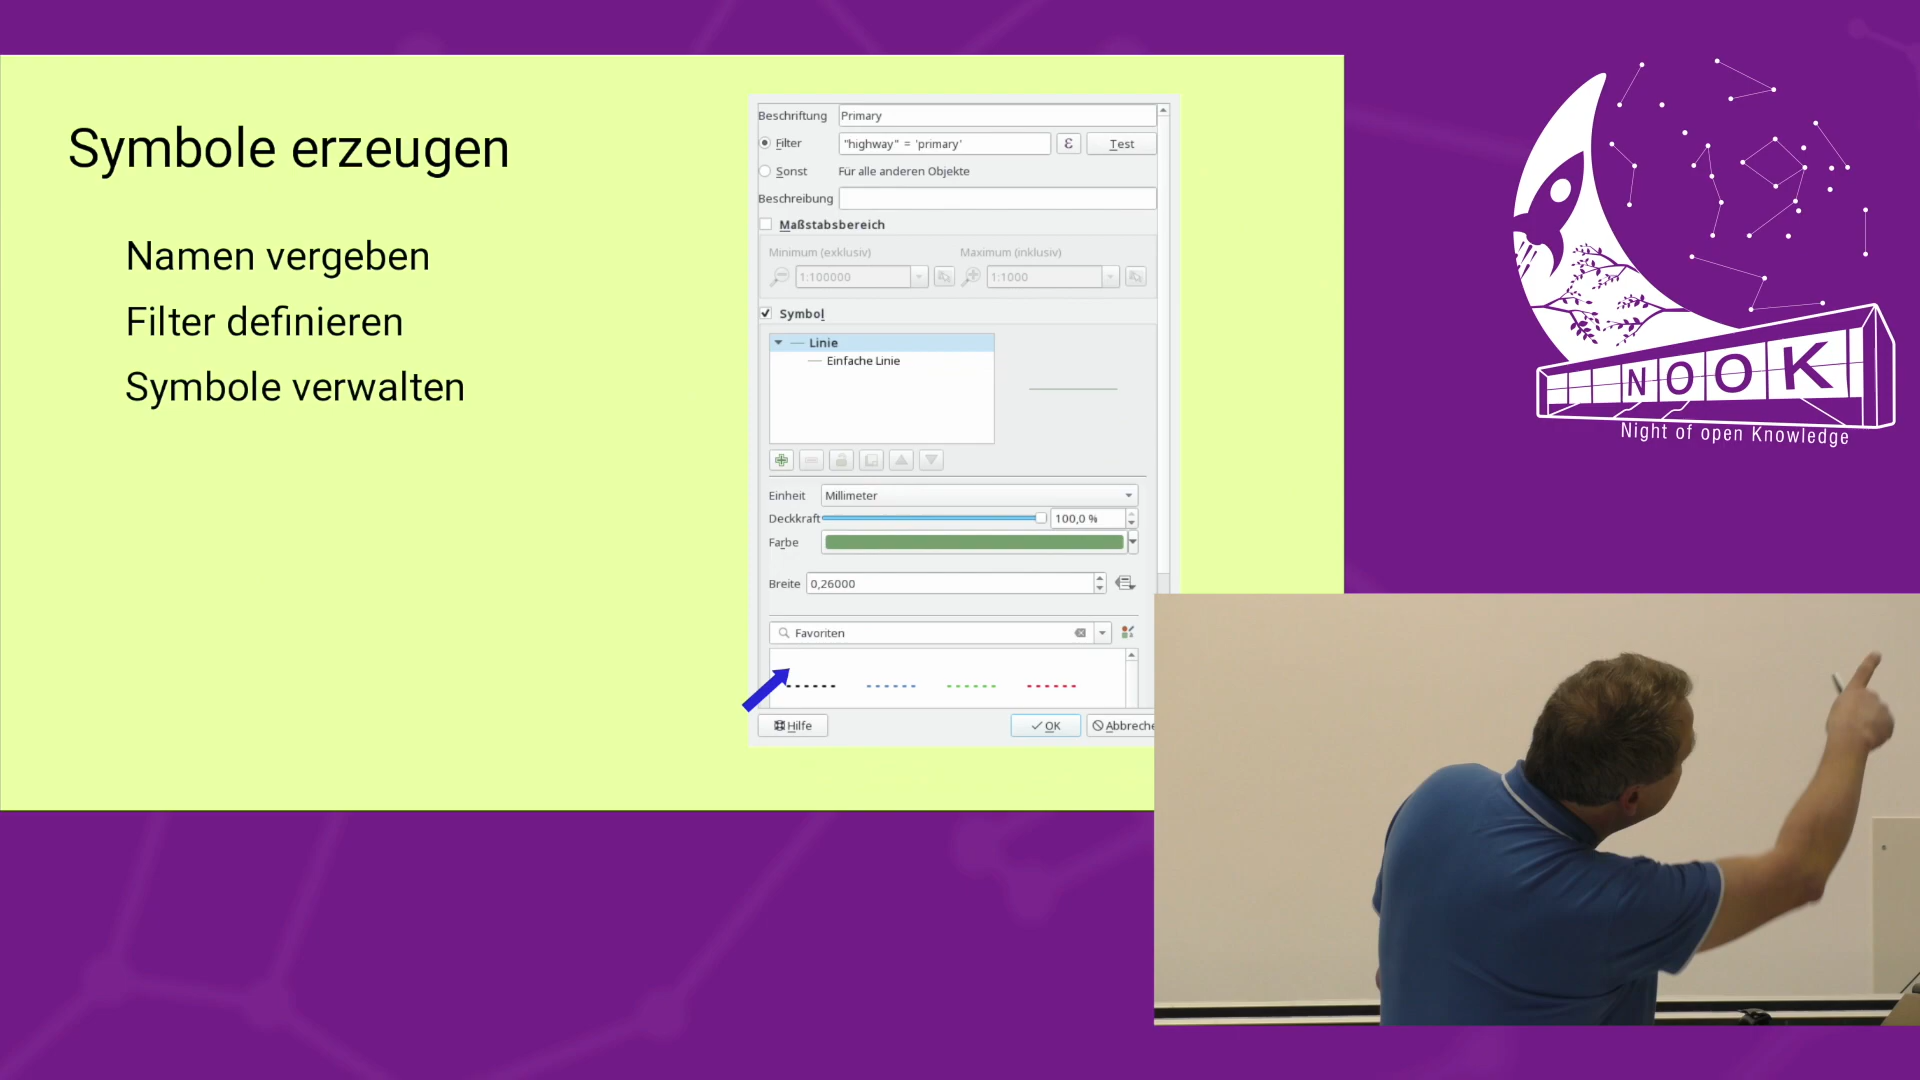 Symbole erzeugen
Namen vergeben
Filter definieren
Symbole verwalten
Beschriftung Primary
Filter "highway" = 'primary' ε Test
Sonst Für alle anderen Objekte
Beschreibung
Maßstabsbereich
Minimum (exklusiv) Maximum (inklusiv)
1:100000 1:1000
Symbol
Linie
Einfache Linie
Einheit Millimeter
Deckkraft 100,0 %
Farbe
Breite 0,26000
Favoriten
Hilfe OK Abbreche
NOOK
Night of open Knowledge